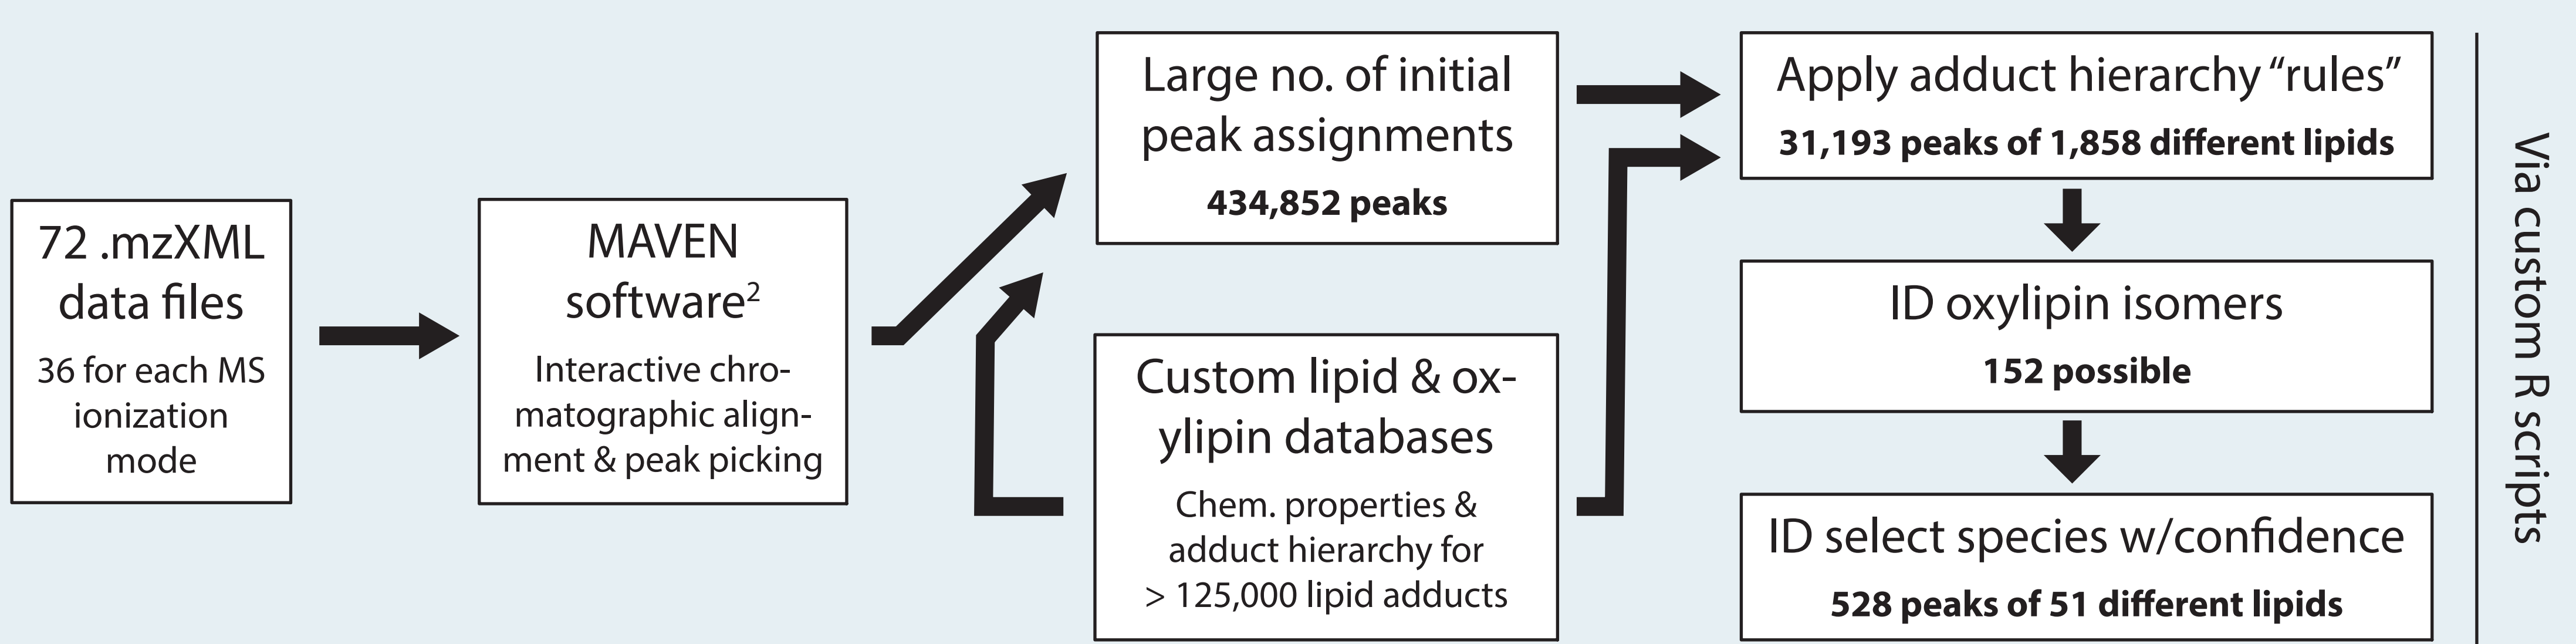 72 .mzXML
data files
36 for each MS
ionization
mode
MAVEN
software²
Interactive chro-
matographic align-
ment & peak picking
Large no. of initial
peak assignments
434,852 peaks
Custom lipid & ox-
ylipin databases
Chem. properties &
adduct hierarchy for
> 125,000 lipid adducts
Apply adduct hierarchy “rules”
31,193 peaks of 1,858 different lipids
ID oxylipin isomers
152 possible
ID select species w/confidence
528 peaks of 51 different lipids
Via custom R scripts